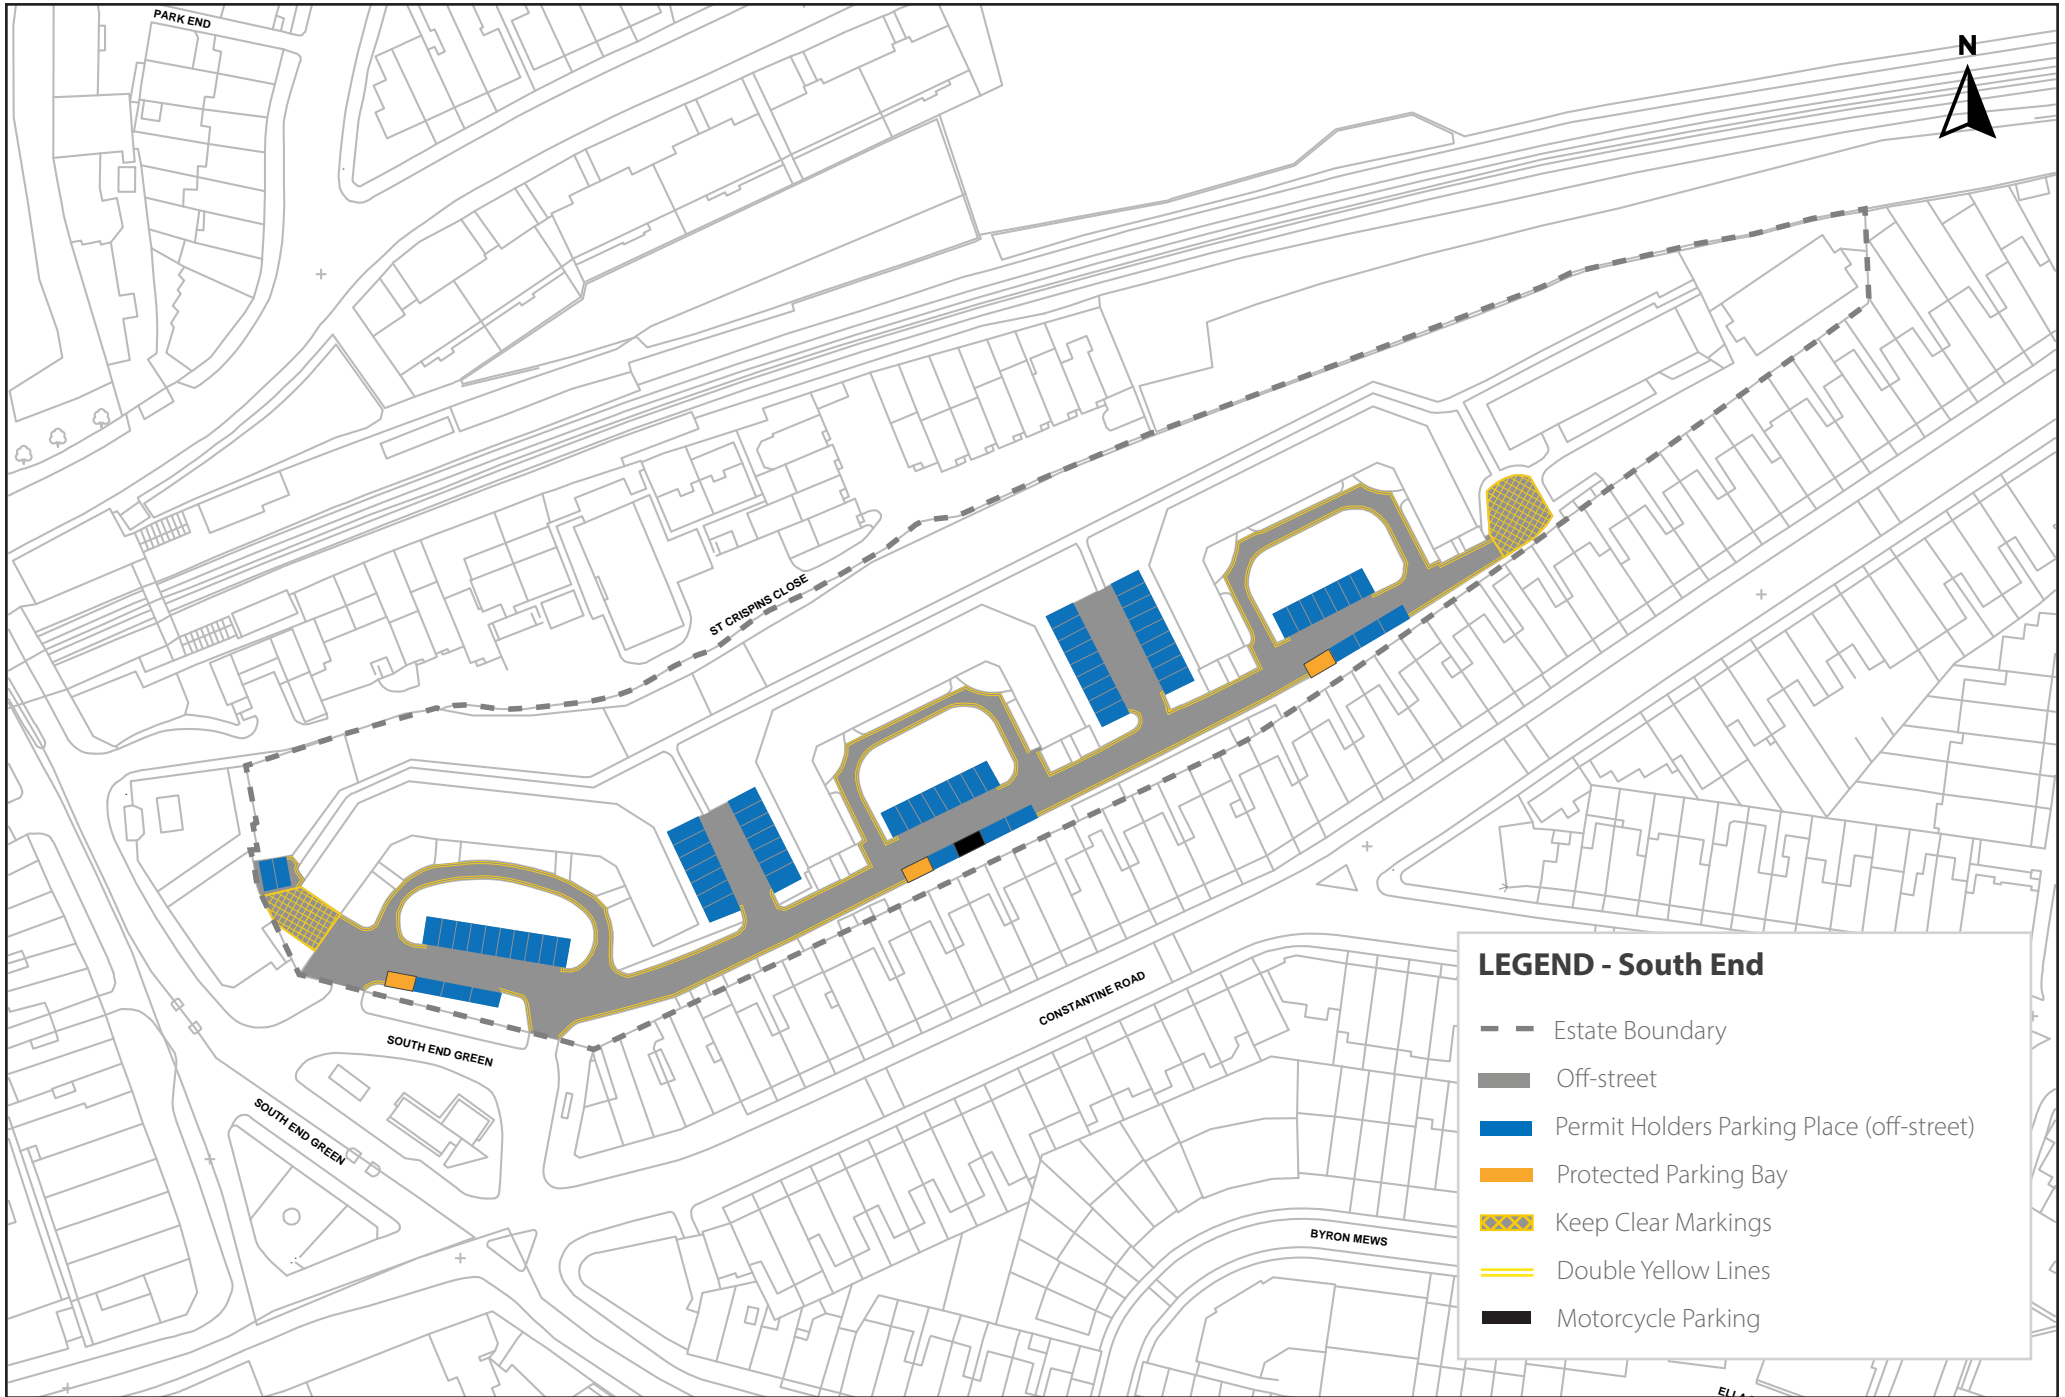 PARK END
N
ST CRISPINS CLOSE
SOUTH END GREEN
CONSTANTINE ROAD
SOUTH END GREEN
BYRON MEWS
LEGEND - South End
Estate Boundary
Off-street
Permit Holders Parking Place (off-street)
Protected Parking Bay
Keep Clear Markings
Double Yellow Lines
Motorcycle Parking